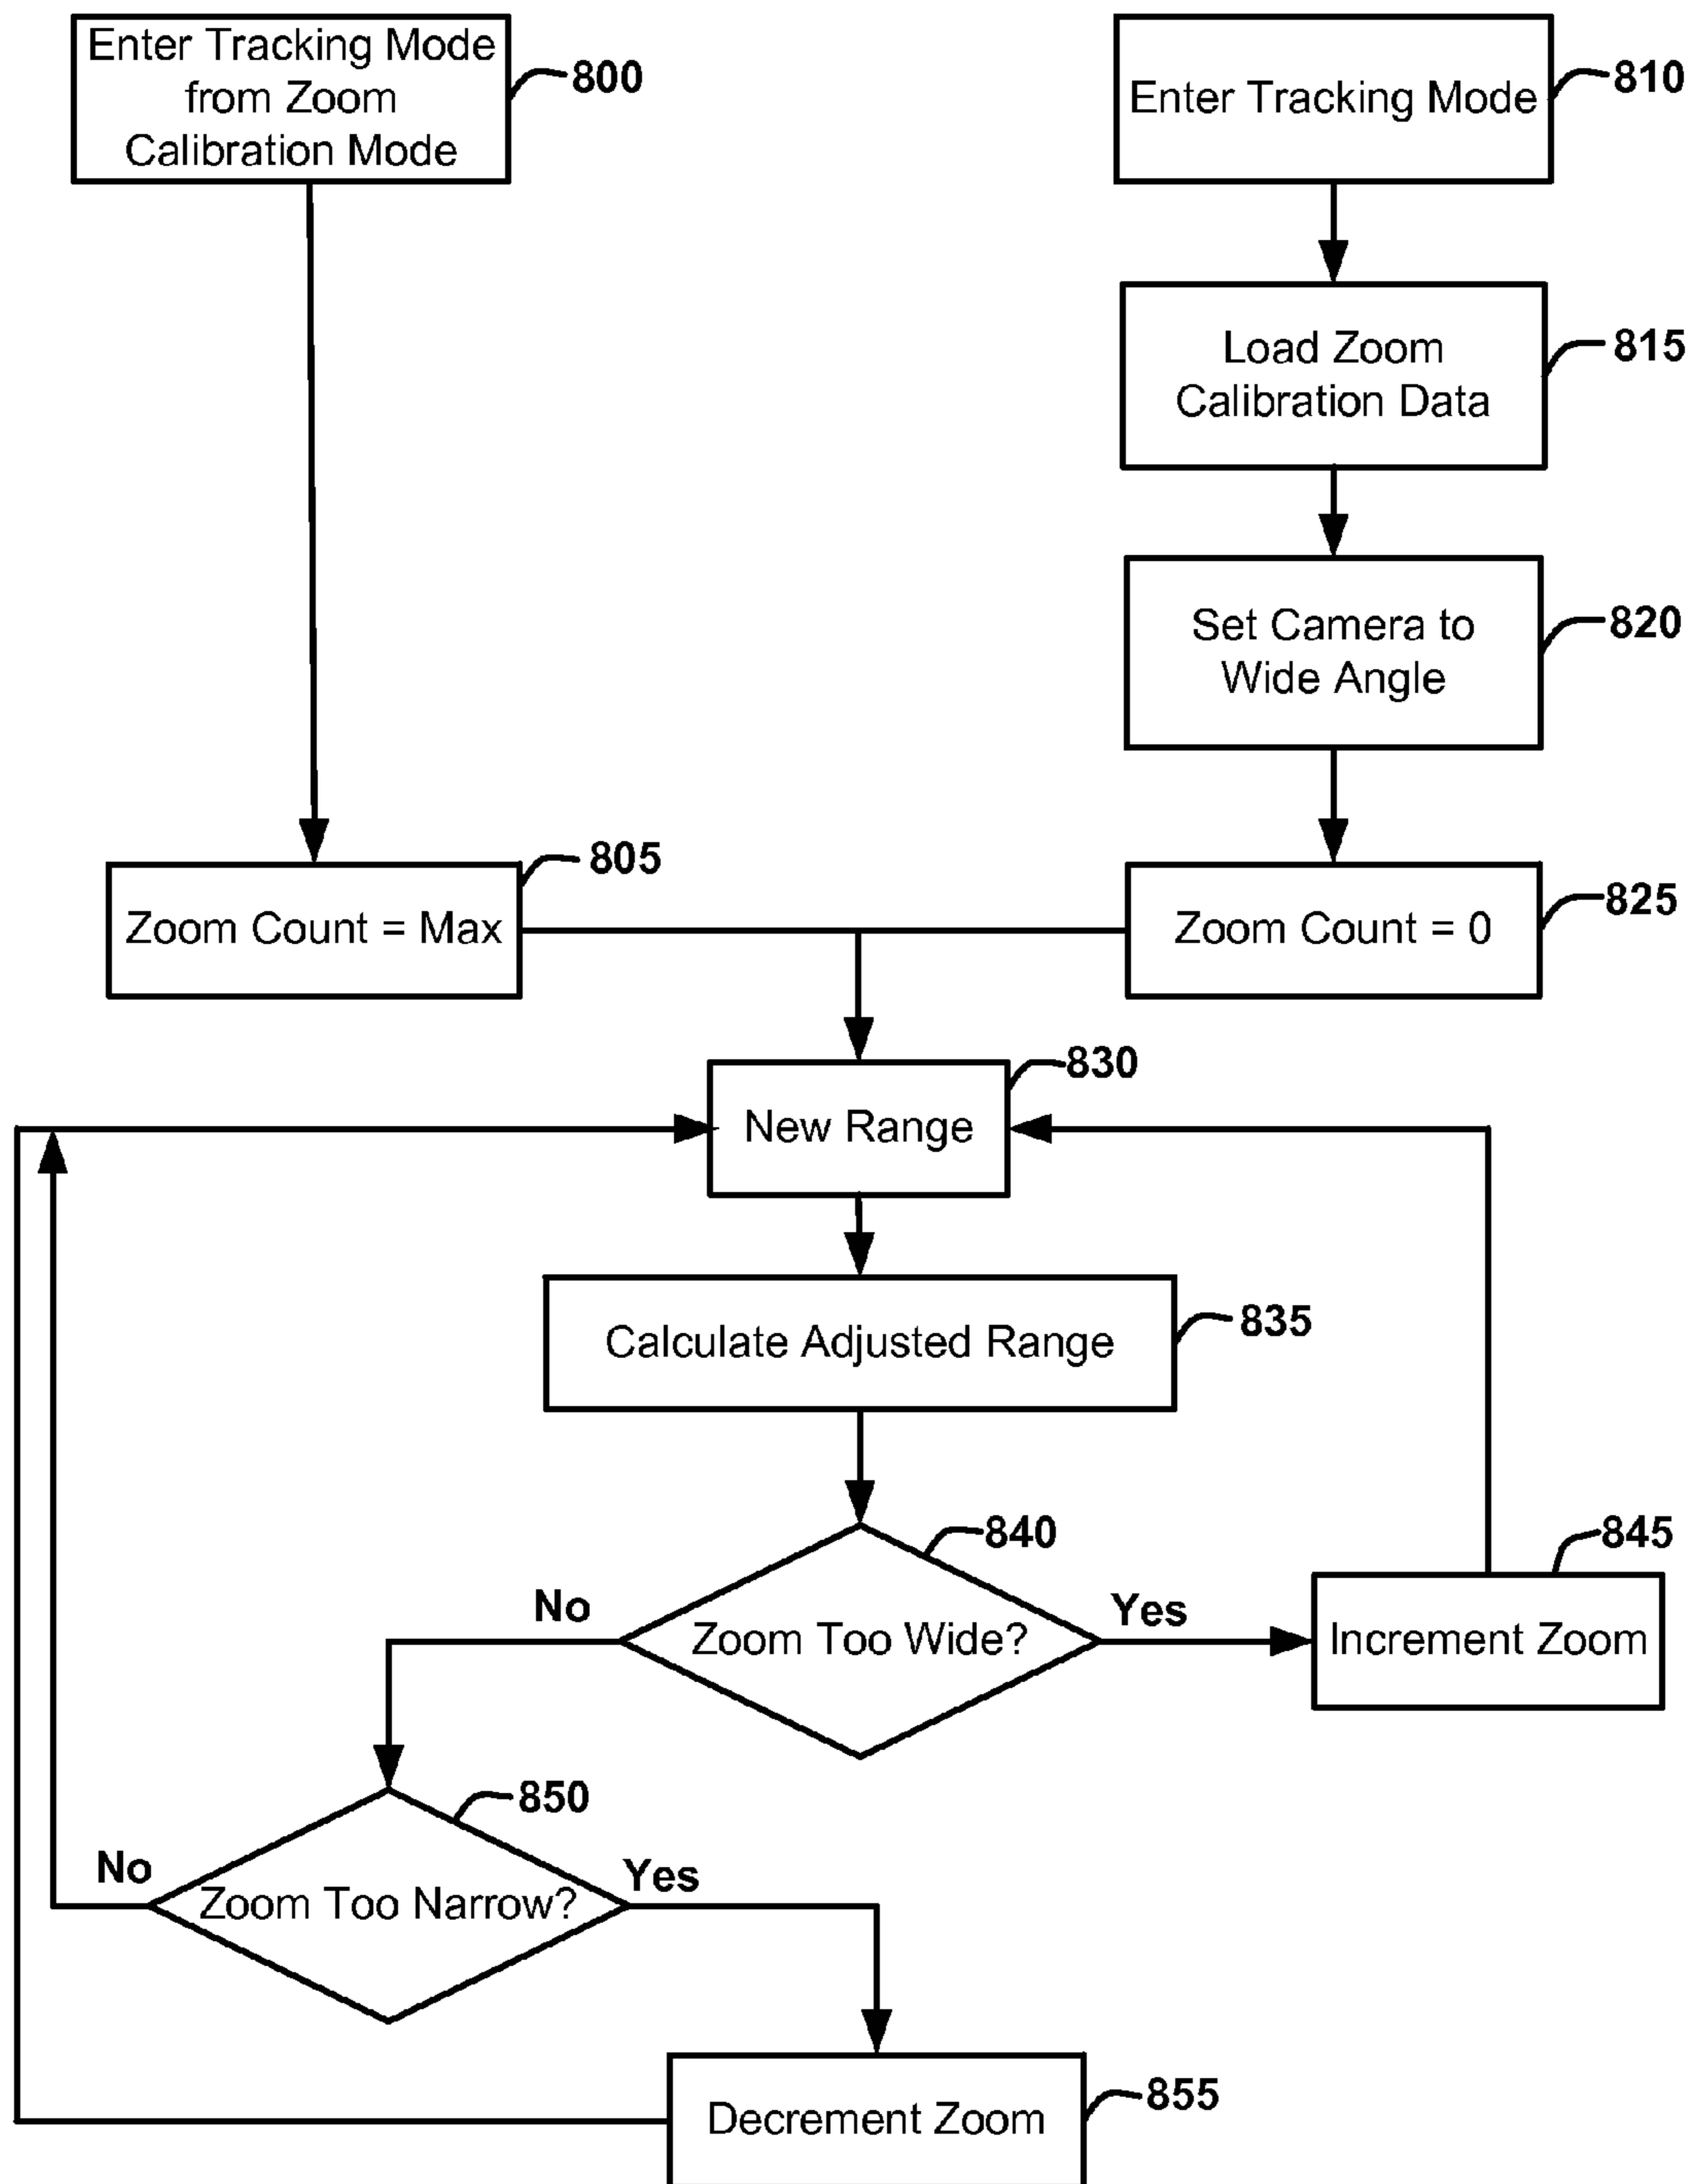 Enter Tracking Mode
from Zoom
Calibration Mode
800
Enter Tracking Mode
810
Load Zoom
Calibration Data
815
Set Camera to
Wide Angle
820
Zoom Count = Max
805
Zoom Count = 0
825
New Range
830
Calculate Adjusted Range
835
Zoom Too Wide?
840
No
Yes
Increment Zoom
845
Zoom Too Narrow?
850
No
Yes
Decrement Zoom
855